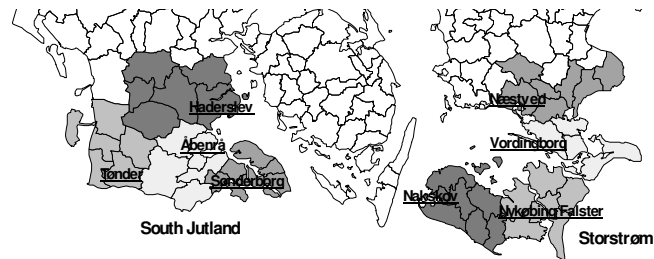 Haderslev
Næstved
Åbenrå
Vordingborg
Tønder
Sønderborg
Nakskov
Nykøbing Falster
South Jutland
Storstrøm